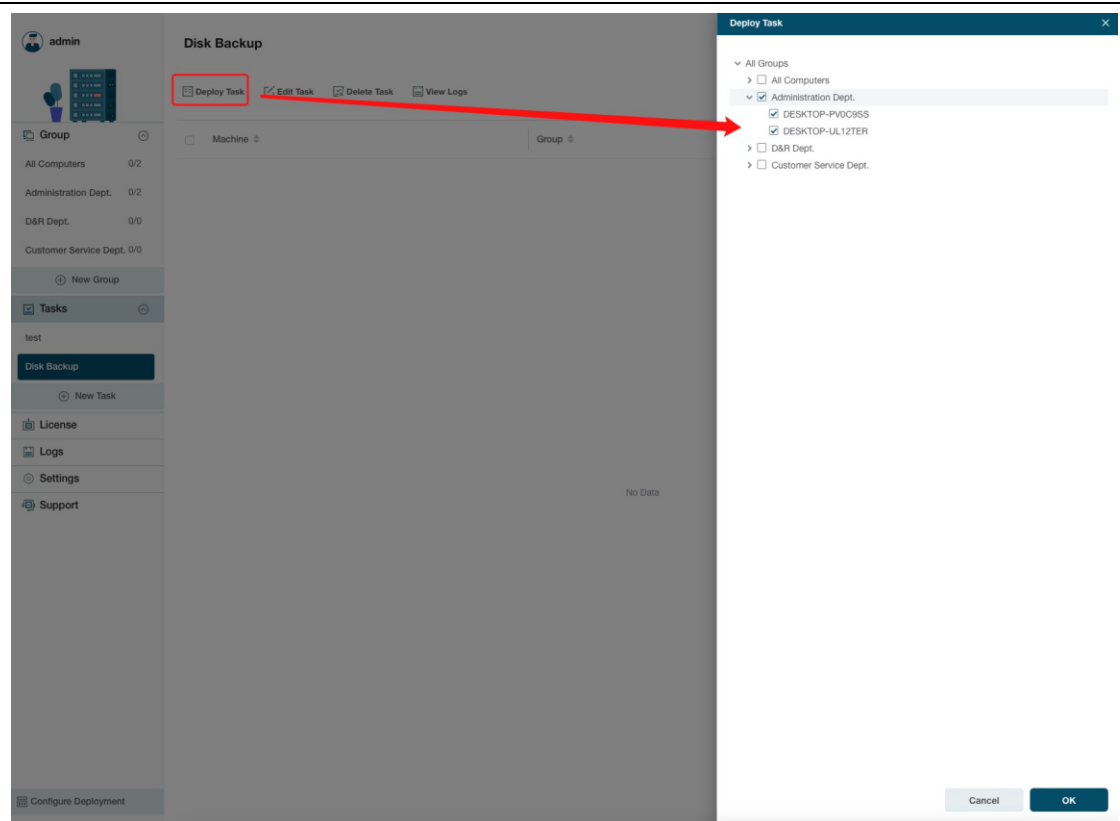 admin
Group
All Computers 0/2
Administration Dept. 0/2
D&R Dept. 0/0
Customer Service Dept. 0/0
New Group
Tasks
test
Disk Backup
New Task
License
Logs
Settings
Support
Configure Deployment
Disk Backup
Deploy Task Edit Task Delete Task View Logs
Machine Group
No Data
Deploy Task
All Groups
All Computers
Administration Dept.
DESKTOP-PV0C9SS
DESKTOP-UL12TER
D&R Dept.
Customer Service Dept.
Cancel OK